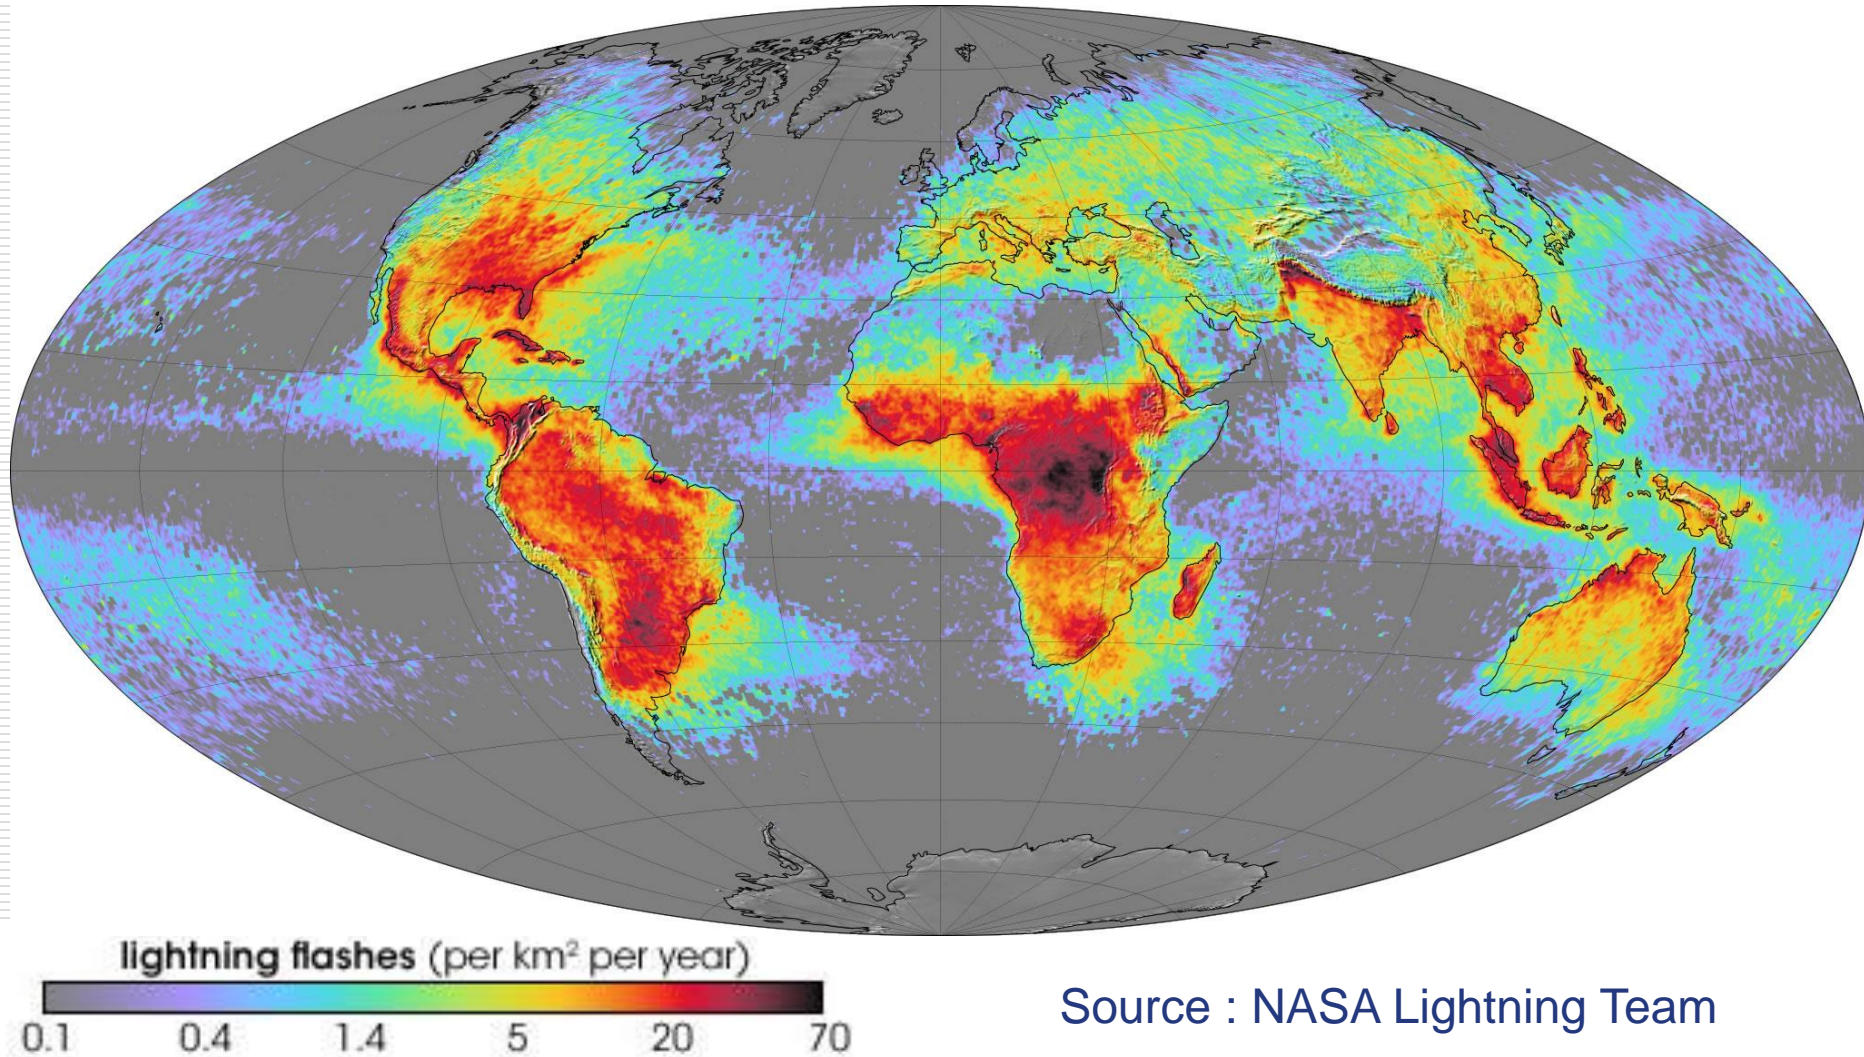 lightning flashes (per km² per year)
0.1 0.4 1.4 5 20 70
Source : NASA Lightning Team